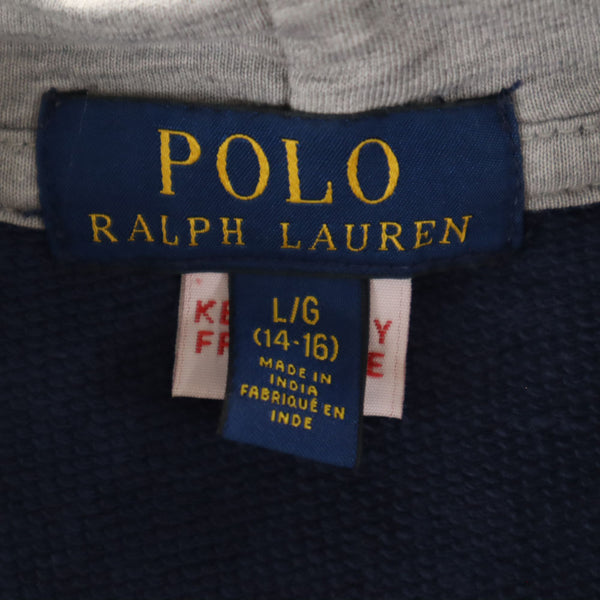 POLO
RALPH LAUREN
L/G
(14-16)
MADE IN
INDIA
FABRIQUÉ EN
INDE